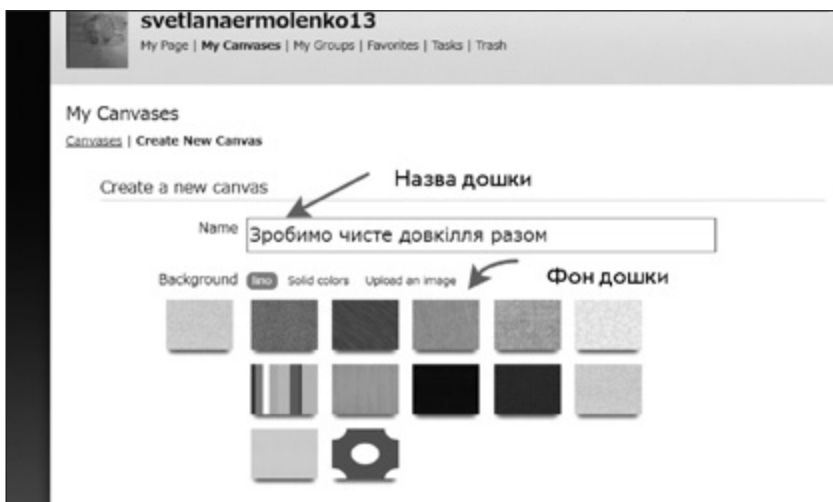 svetlanaermolenko13
My Page | My Canvases | My Groups | Favorites | Tasks | Trash
My Canvases
Canvases | Create New Canvas
Create a new canvas
Назва дошки
Name
Зробимо чисте довкілля разом
Background lino Solid colors Upload an image
Фон дошки